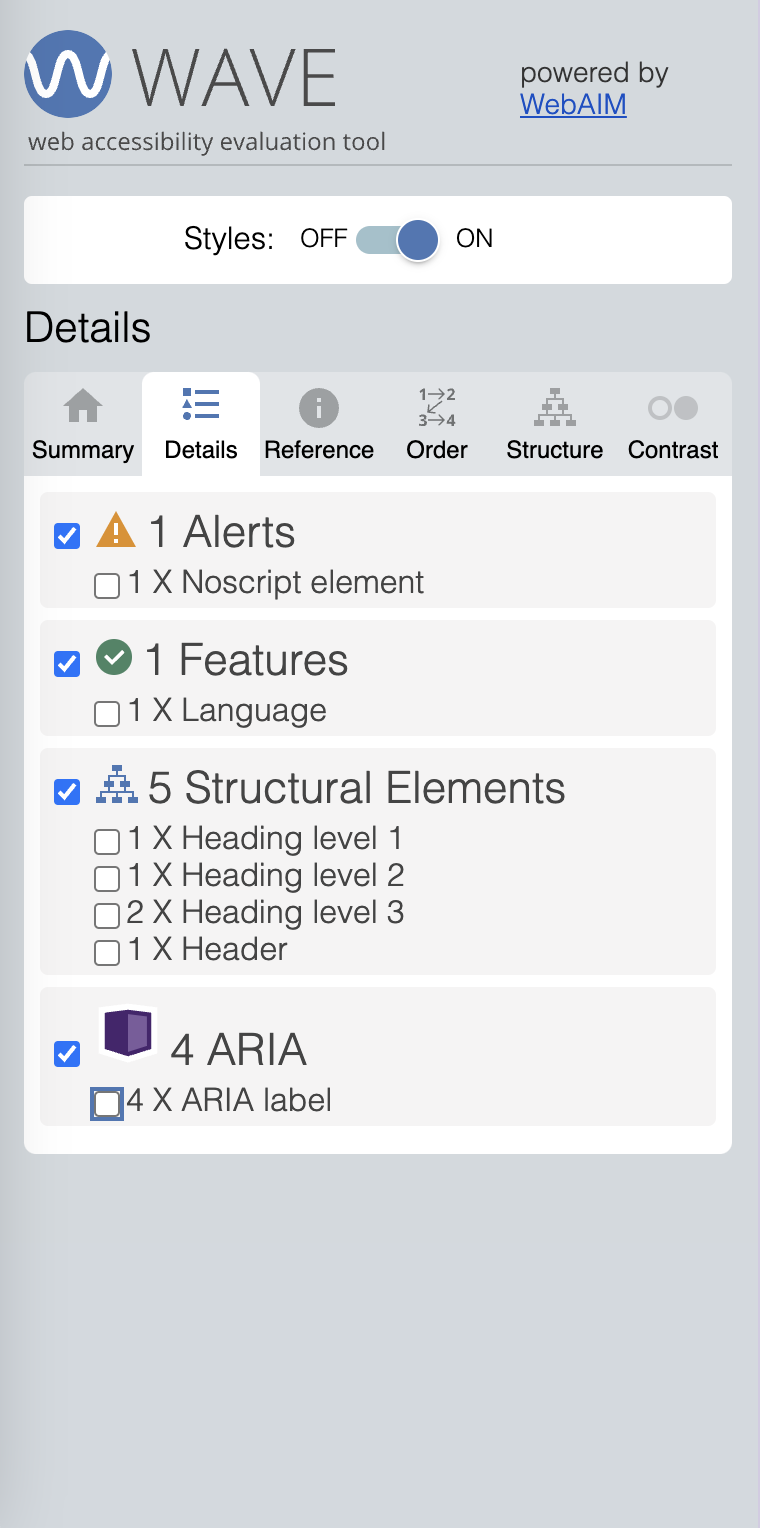 WAVE
powered by
WebAIM
web accessibility evaluation tool
Styles: OFF ON
Details
1 2
3 4
Summary Details Reference Order Structure Contrast
1 Alerts
1 X Noscript element
1 Features
1 X Language
5 Structural Elements
1 X Heading level 1
1 X Heading level 2
2 X Heading level 3
1 X Header
4 ARIA
4 X ARIA label